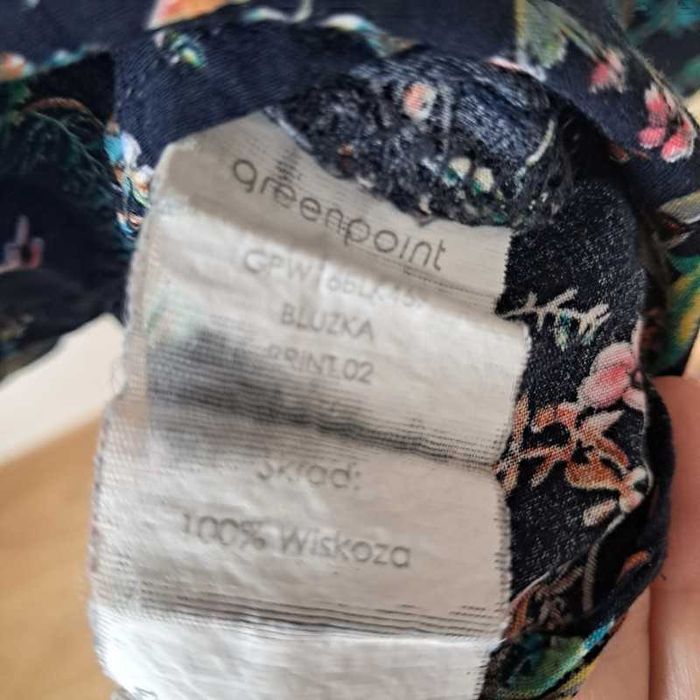 greenpoint
BLUZKA
PRINT.02
Skład:
100% Wiskoza